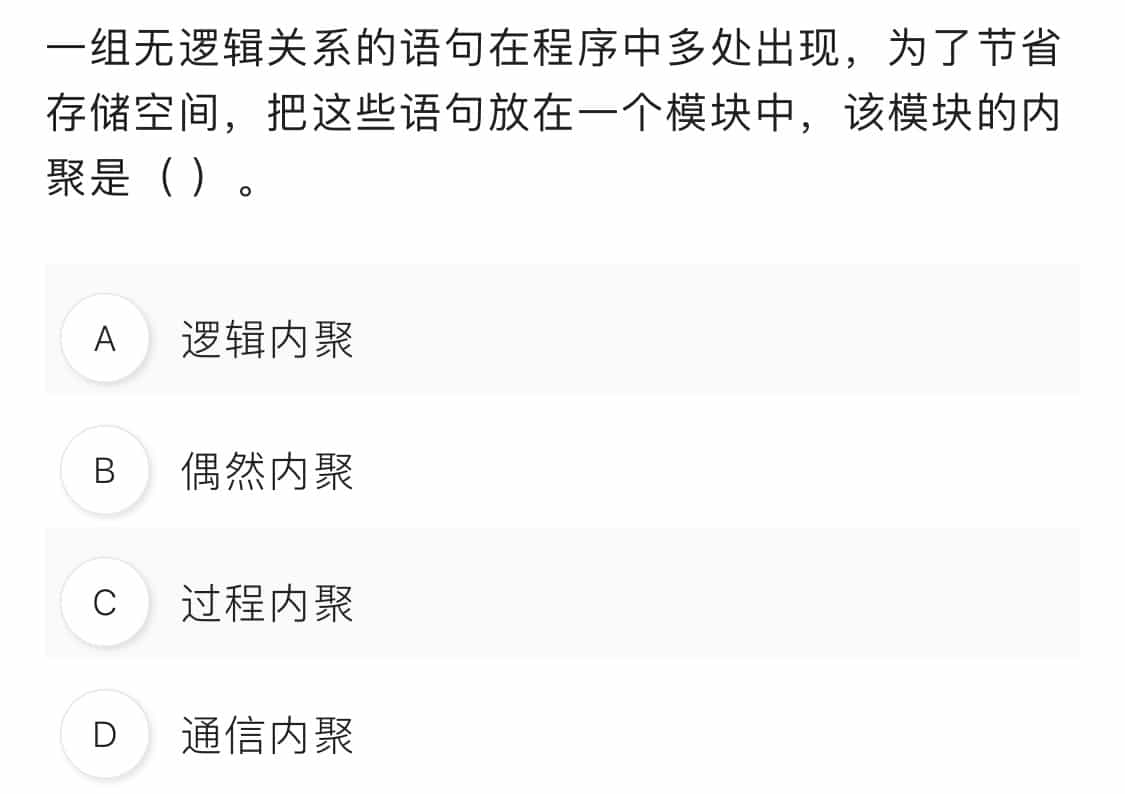 一组无逻辑关系的语句在程序中多处出现，为了节省
存储空间，把这些语句放在一个模块中，该模块的内
聚是（ ）。
A 逻辑内聚
B 偶然内聚
C 过程内聚
D 通信内聚